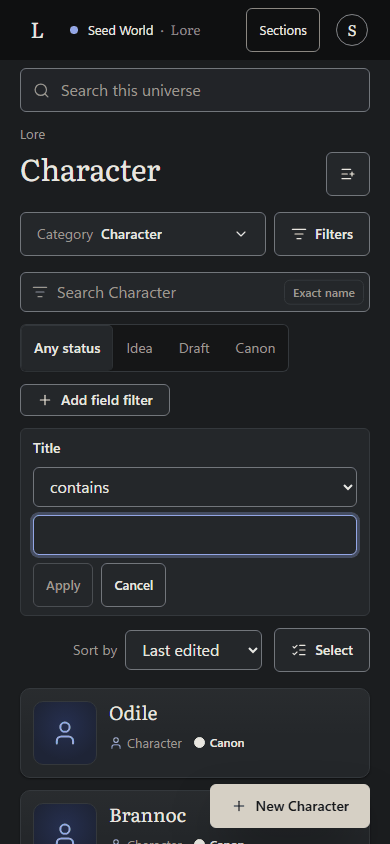 L Seed World · Lore Sections S
Search this universe
Lore
Character
Category Character Filters
Search Character Exact name
Any status Idea Draft Canon
+ Add field filter
Title
contains
Apply Cancel
Sort by Last edited Select
Odile
Character Canon
Brannoc
+ New Character
Character Canon